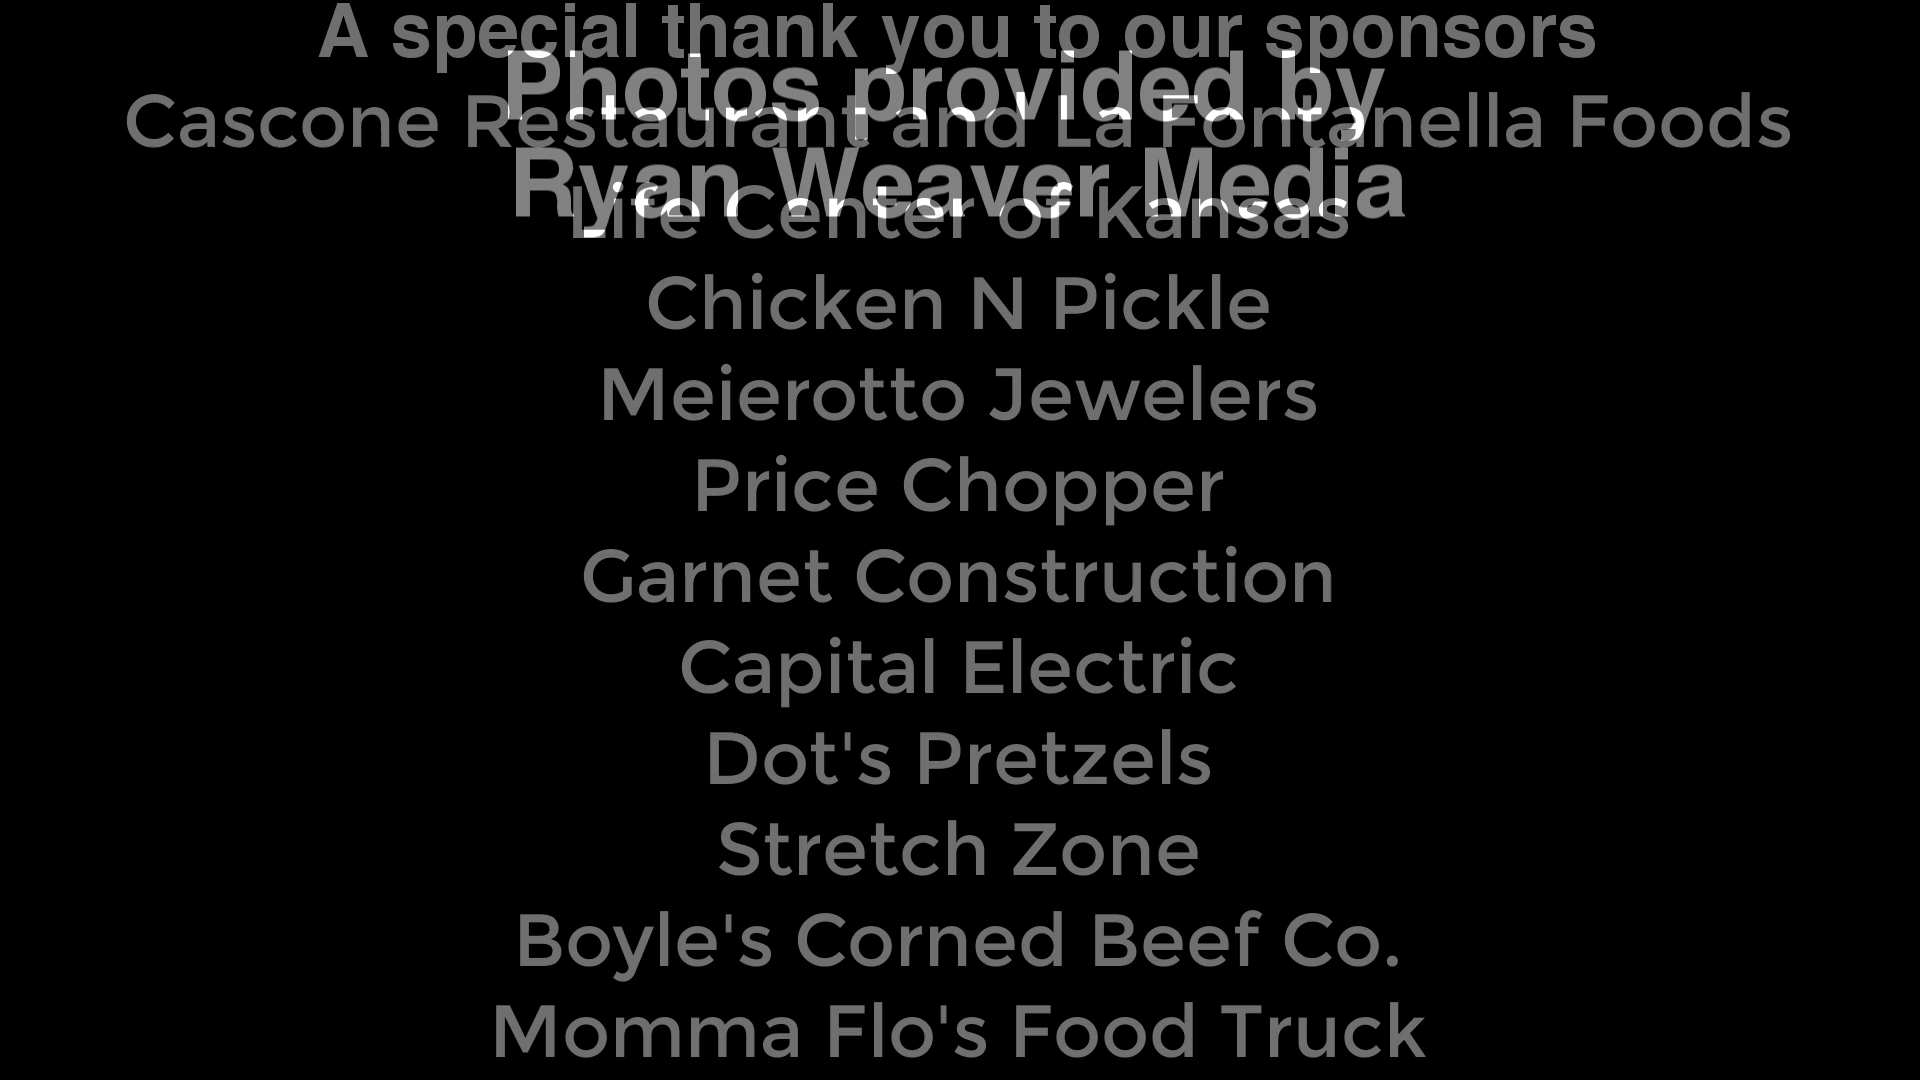 A special thank you to our sponsors
Photos provided by
Cascone Restaurant and La Fontanella Foods
Ryan Weaver Media
Life Center of Kansas
Chicken N Pickle
Meierotto Jewelers
Price Chopper
Garnet Construction
Capital Electric
Dot's Pretzels
Stretch Zone
Boyle's Corned Beef Co.
Momma Flo's Food Truck